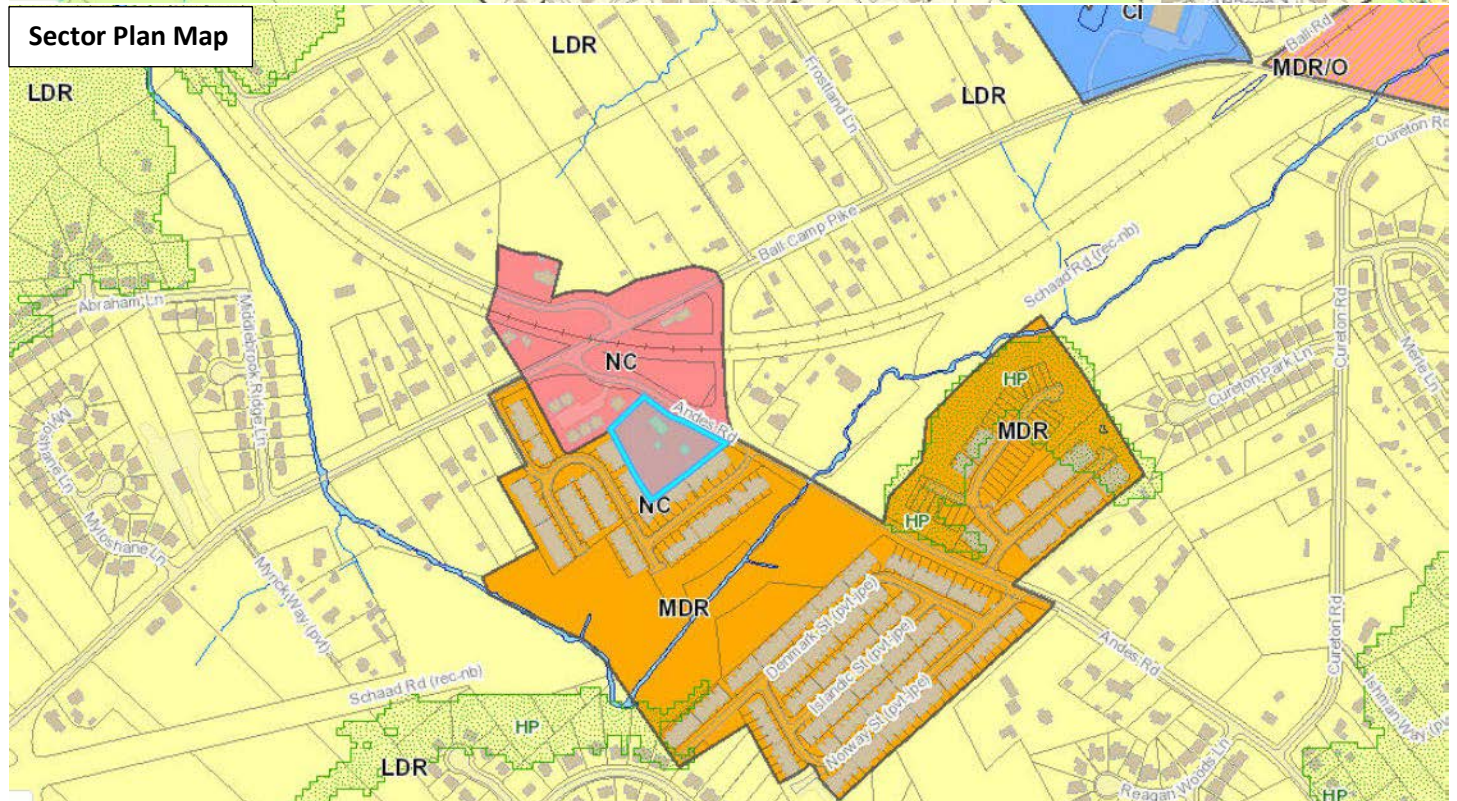 Sector Plan Map
CI
Ball Rd
LDR
MDR/O
LDR
LDR
Frostland Ln
Cureton Rd
Ball Camp Pike
Schaad Rd (rec-nb)
Abraham Ln
Middlebrook Ridge Ln
Cureton Rd
Merle Ln
NC
Cureton Park Ln
HP
Myloshane Ln
Andes Rd
MDR
NC
HP
Myloshane Ln
Mynck Way (pvt)
MDR
Denmark St (pvt-jpe)
Andes Rd
Cureton Rd
Schaad Rd (rec-nb)
Islandic St (pvt-jpe)
Norway St (pvt-jpe)
HP
LDR
Reagan Woods Ln
HP